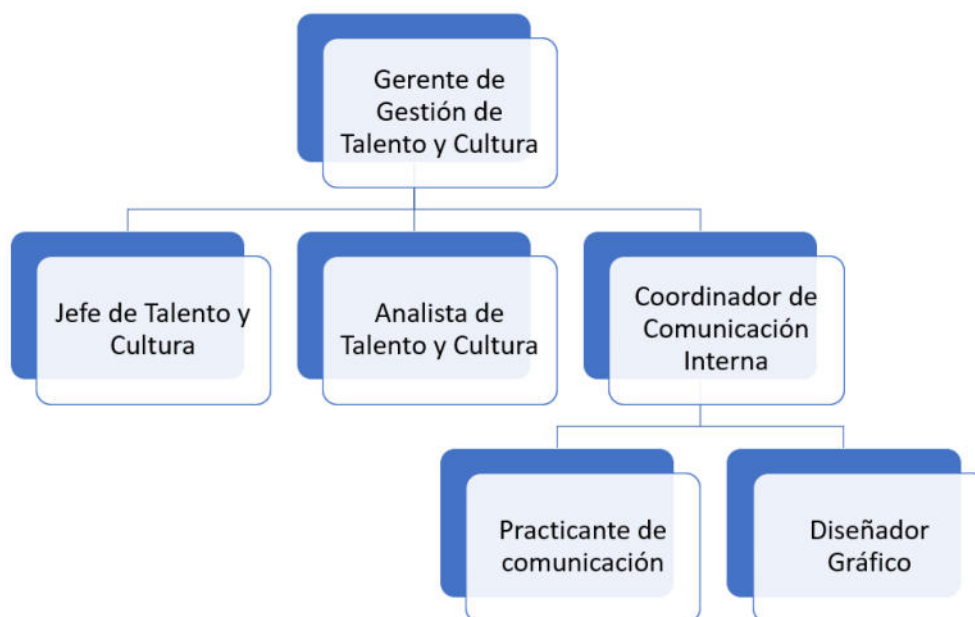 Gerente de
Gestión de
Talento y Cultura
Jefe de Talento y
Cultura
Analista de
Talento y Cultura
Coordinador de
Comunicación
Interna
Practicante de
comunicación
Diseñador
Gráfico